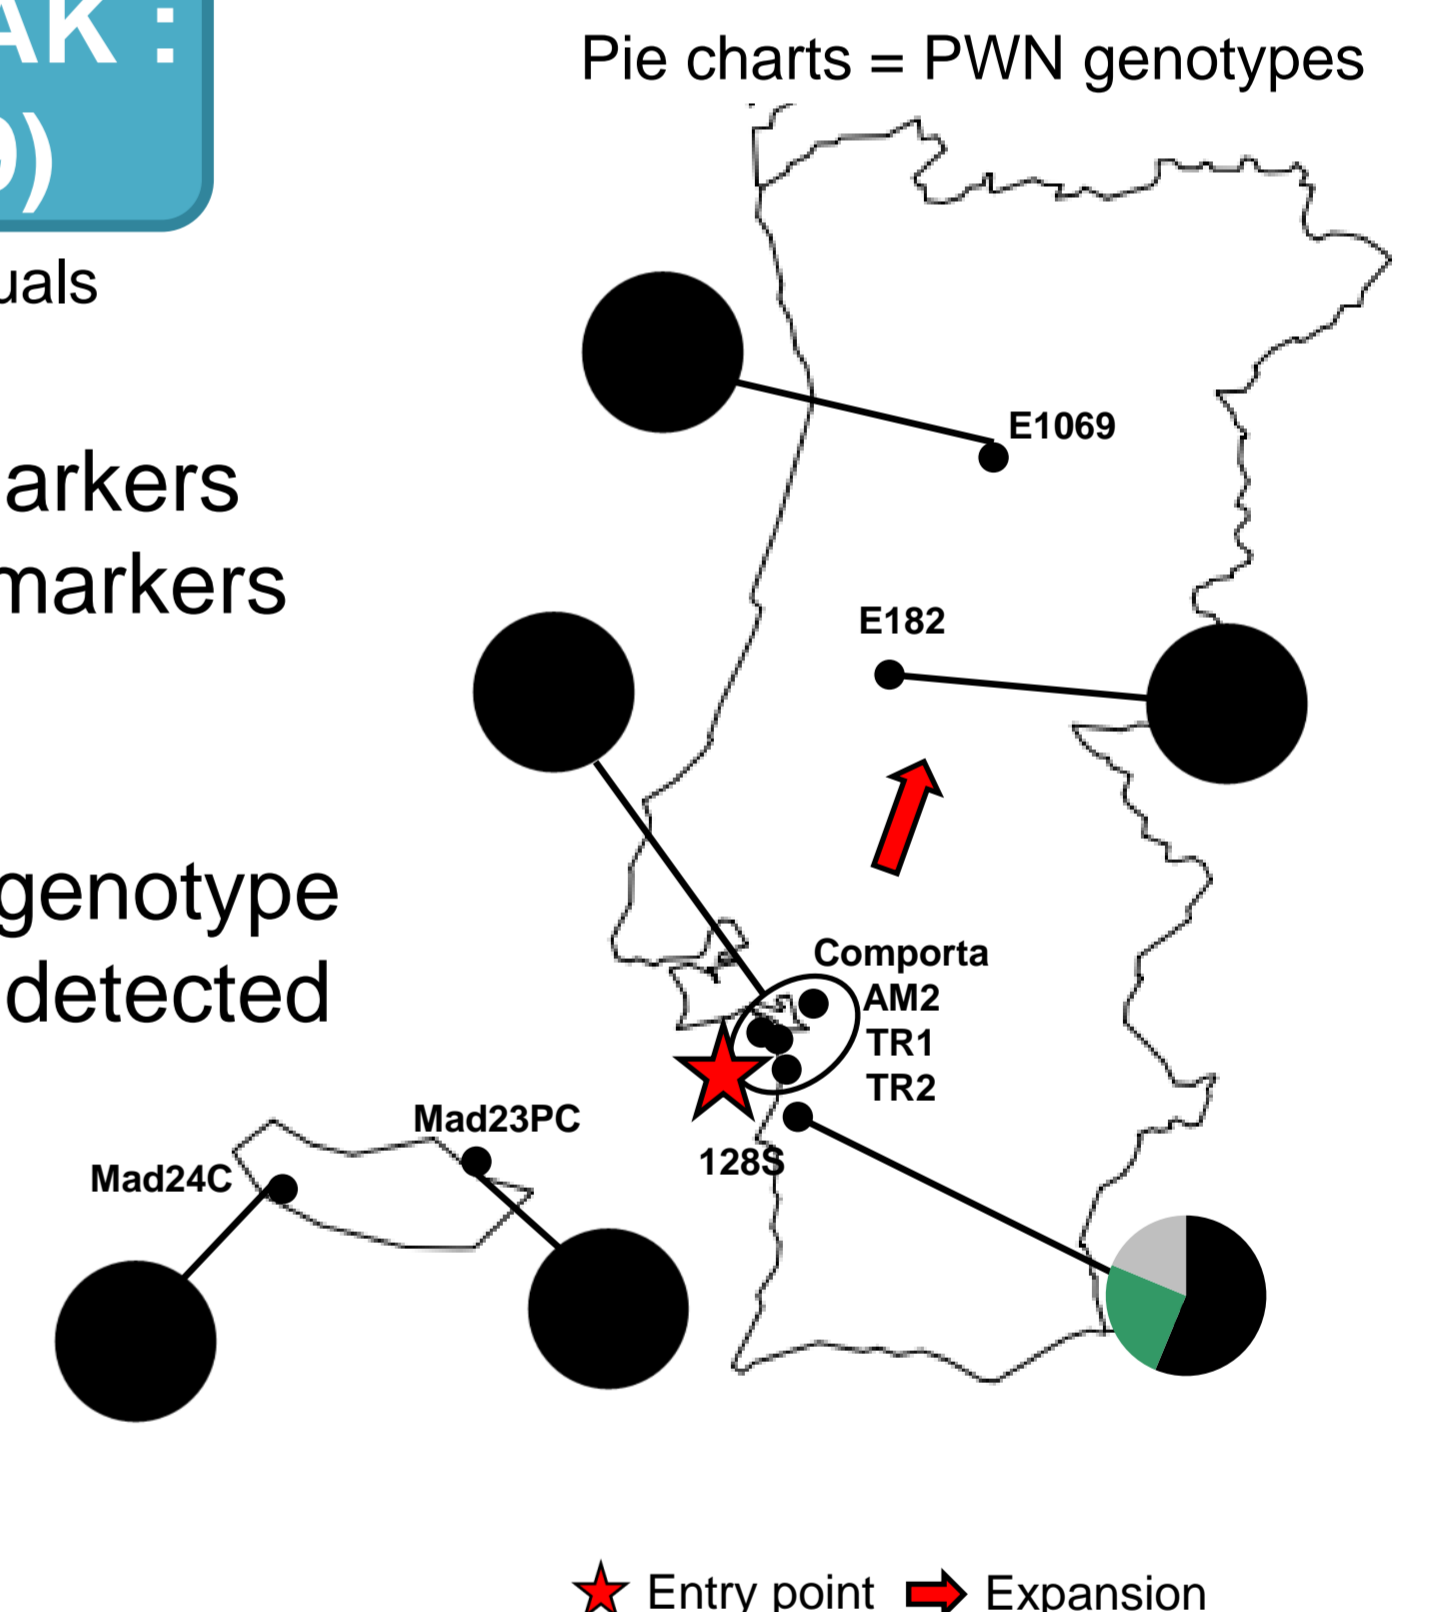 AK :
9)
uals
arkers
markers
genotype
detected
Pie charts = PWN genotypes
E1069
E182
Comporta
AM2
TR1
TR2
128S
Mad23PC
Mad24C
Entry point
Expansion